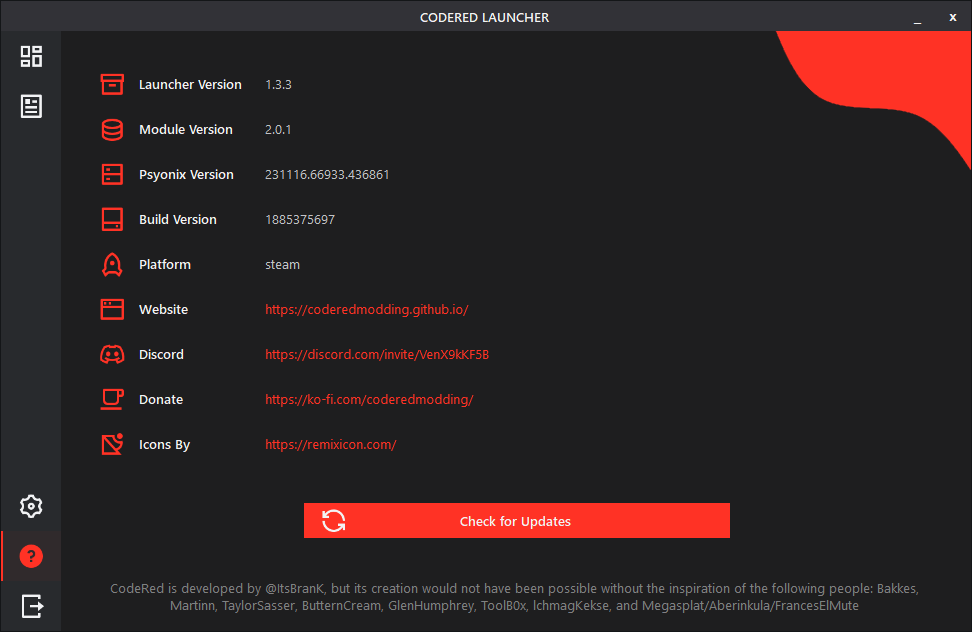 CODERED LAUNCHER
_ x
Launcher Version 1.3.3
Module Version 2.0.1
Psyonix Version 231116.66933.436861
Build Version 1885375697
Platform steam
Website https://coderedmodding.github.io/
Discord https://discord.com/invite/VenX9kKF5B
Donate https://ko-fi.com/coderedmodding/
Icons By https://remixicon.com/
Check for Updates
?
CodeRed is developed by @ItsBranK, but its creation would not have been possible without the inspiration of the following people: Bakkes,
Martinn, TaylorSasser, ButternCream, GlenHumphrey, ToolB0x, lchmagKekse, and Megasplat/Aberinkula/FrancesElMute